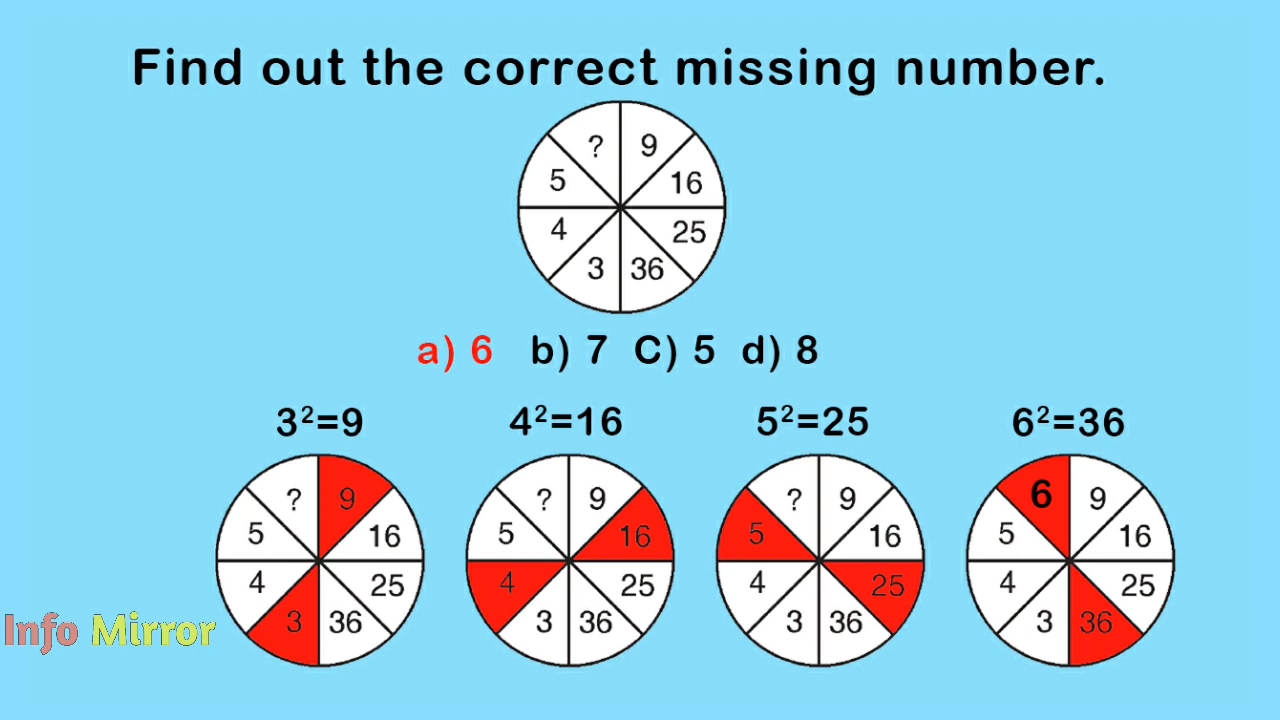 Find out the correct missing number.
? 9
5 16
4 25
3 36
a) 6 b) 7 C) 5 d) 8
3²=9 4²=16 5²=25 6²=36
? 9 ? 9 ? 9 6 9
5 16 5 16 5 16 5 16
4 25 4 25 4 25 4 25
3 36 3 36 3 36 3 36
Info Mirror